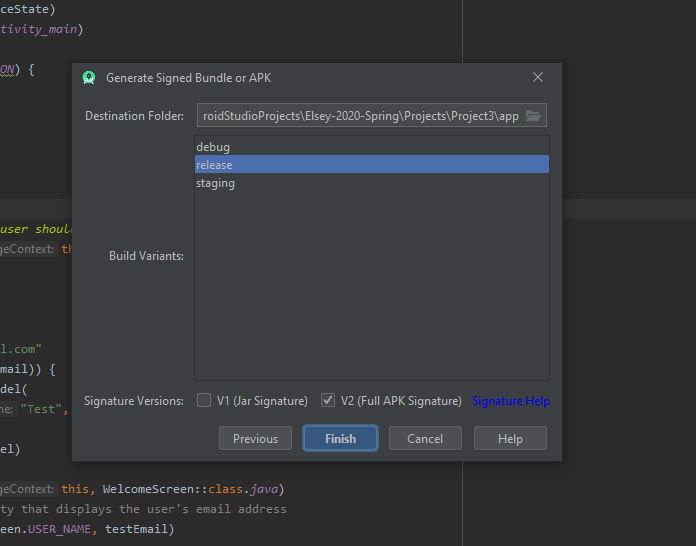 ceState)
tivity_main)
ON) {
Generate Signed Bundle or APK
Destination Folder: roidStudioProjects\Elsey-2020-Spring\Projects\Project3\app
debug
release
staging
user shoul
geContext: th
Build Variants:
l.com"
mail)) {
del(
me: "Test",
Signature Versions: V1 (Jar Signature) V2 (Full APK Signature) Signature Help
Previous Finish Cancel Help
el)
geContext: this, WelcomeScreen::class.java)
ty that displays the user's email address
een.USER_NAME, testEmail)